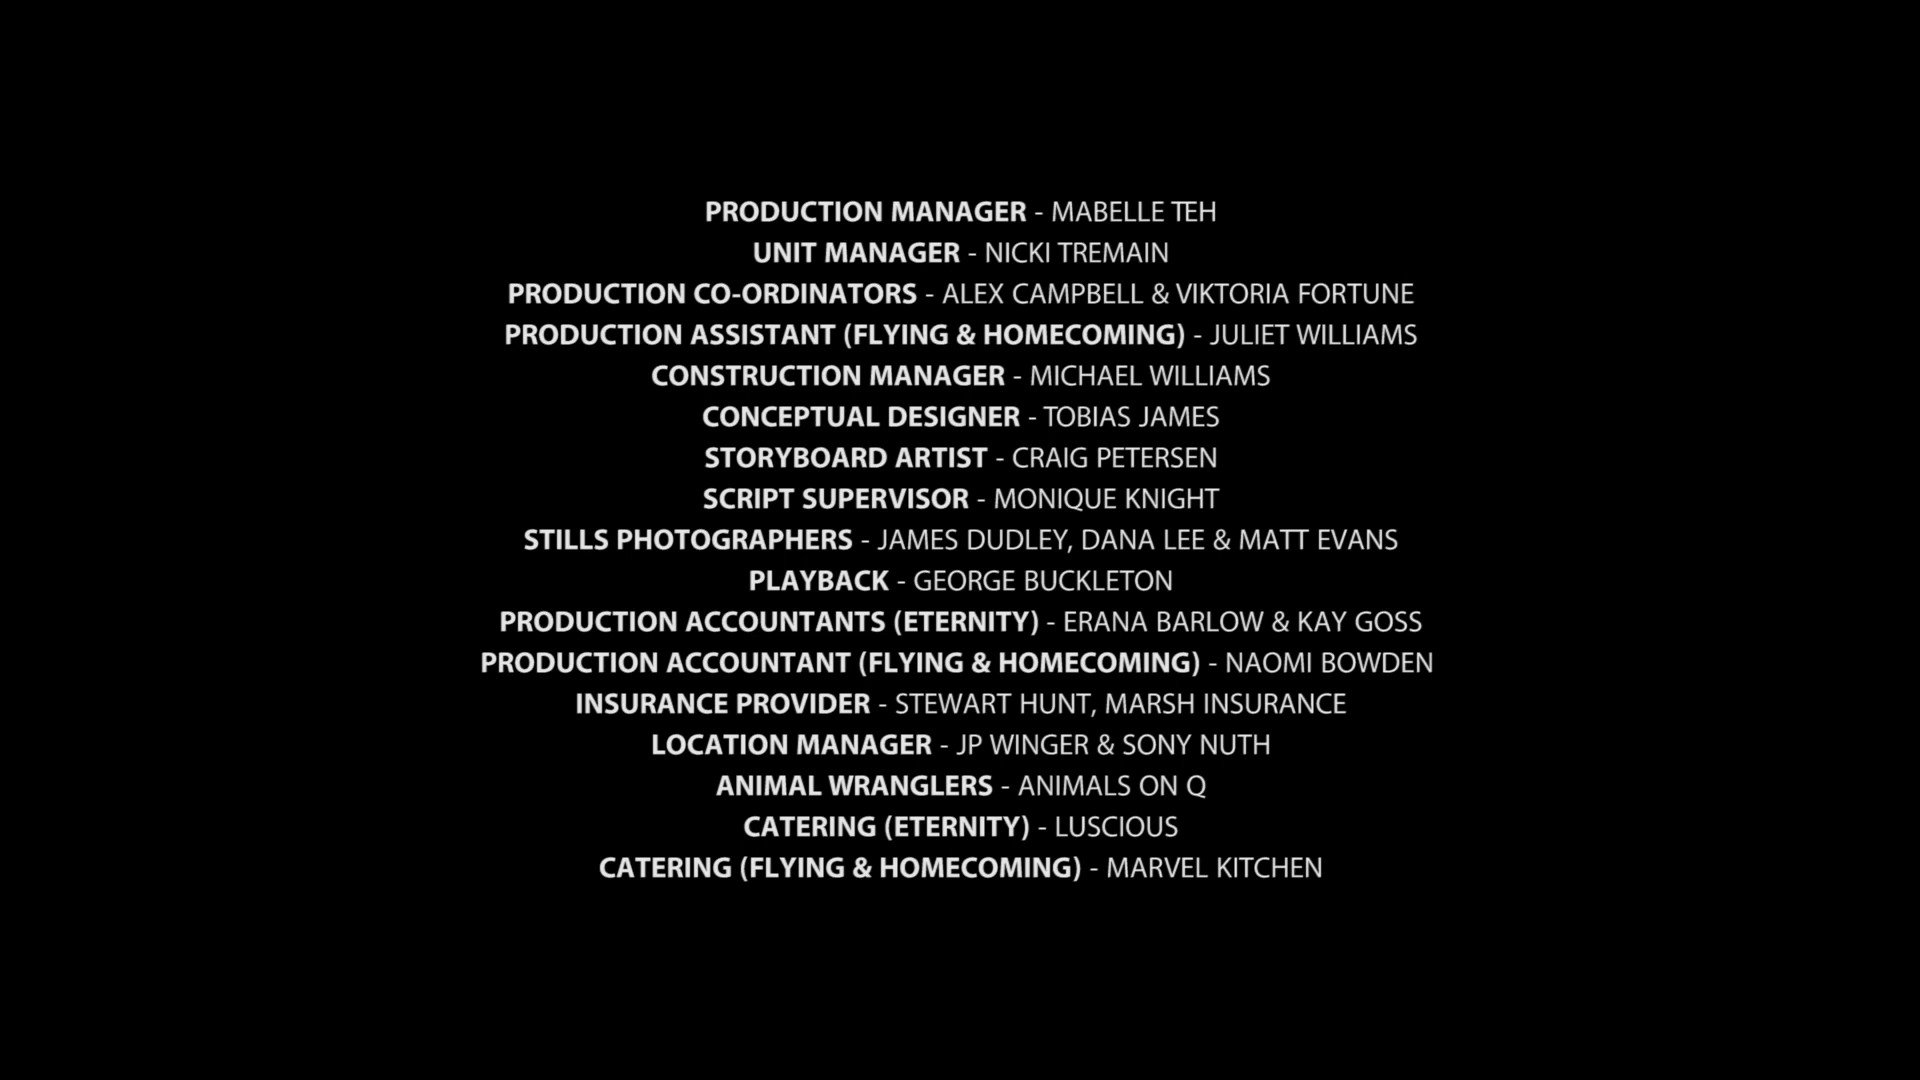 PRODUCTION MANAGER - MABELLE TEH
UNIT MANAGER - NICKI TREMAIN
PRODUCTION CO-ORDINATORS - ALEX CAMPBELL & VIKTORIA FORTUNE
PRODUCTION ASSISTANT (FLYING & HOMECOMING) - JULIET WILLIAMS
CONSTRUCTION MANAGER - MICHAEL WILLIAMS
CONCEPTUAL DESIGNER - TOBIAS JAMES
STORYBOARD ARTIST - CRAIG PETERSEN
SCRIPT SUPERVISOR - MONIQUE KNIGHT
STILLS PHOTOGRAPHERS - JAMES DUDLEY, DANA LEE & MATT EVANS
PLAYBACK - GEORGE BUCKLETON
PRODUCTION ACCOUNTANTS (ETERNITY) - ERANA BARLOW & KAY GOSS
PRODUCTION ACCOUNTANT (FLYING & HOMECOMING) - NAOMI BOWDEN
INSURANCE PROVIDER - STEWART HUNT, MARSH INSURANCE
LOCATION MANAGER - JP WINGER & SONY NUTH
ANIMAL WRANGLERS - ANIMALS ON Q
CATERING (ETERNITY) - LUSCIOUS
CATERING (FLYING & HOMECOMING) - MARVEL KITCHEN